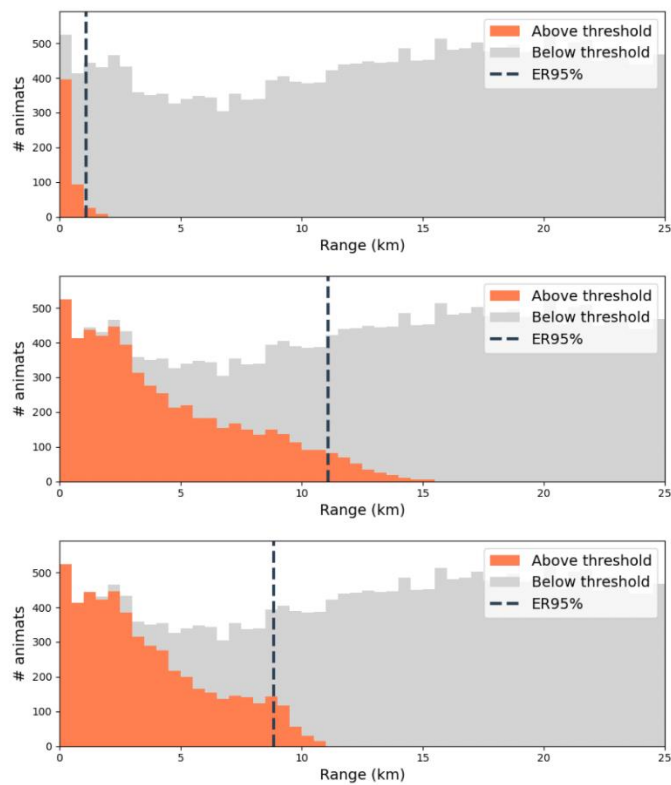 500
400
300
200
100
0
# animats
Above threshold
Below threshold
ER95%
0 5 10 15 20 25
Range (km)
500
400
300
200
100
0
# animats
Above threshold
Below threshold
ER95%
0 5 10 15 20 25
Range (km)
500
400
300
200
100
0
# animats
Above threshold
Below threshold
ER95%
0 5 10 15 20 25
Range (km)